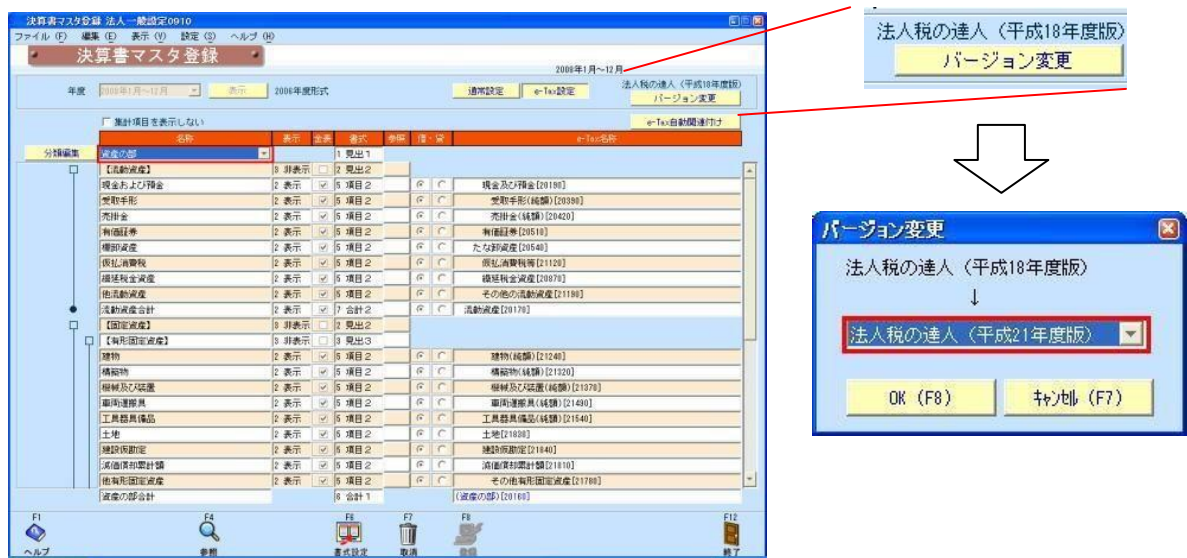 決算書マスタ登録 法人一般設定0910
ファイル(F) 編集(E) 表示(V) 設定(S) ヘルプ(H)
決算書マスタ登録
2008年1月～12月
年度 2008年1月～12月 表示 2006年度形式 通常設定 e-Tax設定 法人税の達人（平成18年度版）
バージョン変更
集計項目を表示しない e-Tax自動関連付け
名称 表示 金表 書式 参照 借・貸 e-Tax名称
分類編集 資産の部 1 見出1
【流動資産】 3 非表示 2 見出2
現金および預金 2 表示 5 項目2 現金及び預金[20190]
受取手形 2 表示 5 項目2 受取手形(純額)[20390]
売掛金 2 表示 5 項目2 売掛金(純額)[20420]
有価証券 2 表示 5 項目2 有価証券[20510]
棚卸資産 2 表示 5 項目2 たな卸資産[20540]
仮払消費税 2 表示 5 項目2 仮払消費税等[21120]
繰延税金資産 2 表示 5 項目2 繰延税金資産[20870]
他流動資産 2 表示 5 項目2 その他の流動資産[21190]
流動資産合計 2 表示 7 合計2 流動資産[20170]
【固定資産】 3 非表示 2 見出2
【有形固定資産】 3 非表示 3 見出3
建物 2 表示 5 項目2 建物(純額)[21240]
構築物 2 表示 5 項目2 構築物(純額)[21320]
機械及び装置 2 表示 5 項目2 機械及び装置(純額)[21370]
車両運搬具 2 表示 5 項目2 車両運搬具(純額)[21490]
工具器具備品 2 表示 5 項目2 工具器具備品(純額)[21540]
土地 2 表示 5 項目2 土地[21830]
建設仮勘定 2 表示 5 項目2 建設仮勘定[21840]
減価償却累計額 2 表示 5 項目2 減価償却累計額[21810]
他有形固定資産 2 表示 5 項目2 その他有形固定資産[21780]
資産の部合計 6 合計1 (資産の部)[20160]
F1 F4 F6 F7 F8 F12
ヘルプ 参照 書式設定 取消 登録 終了
法人税の達人（平成18年度版）
バージョン変更
バージョン変更
法人税の達人（平成18年度版）
↓
法人税の達人（平成21年度版）
OK (F8) ｷｬﾝｾﾙ (F7)